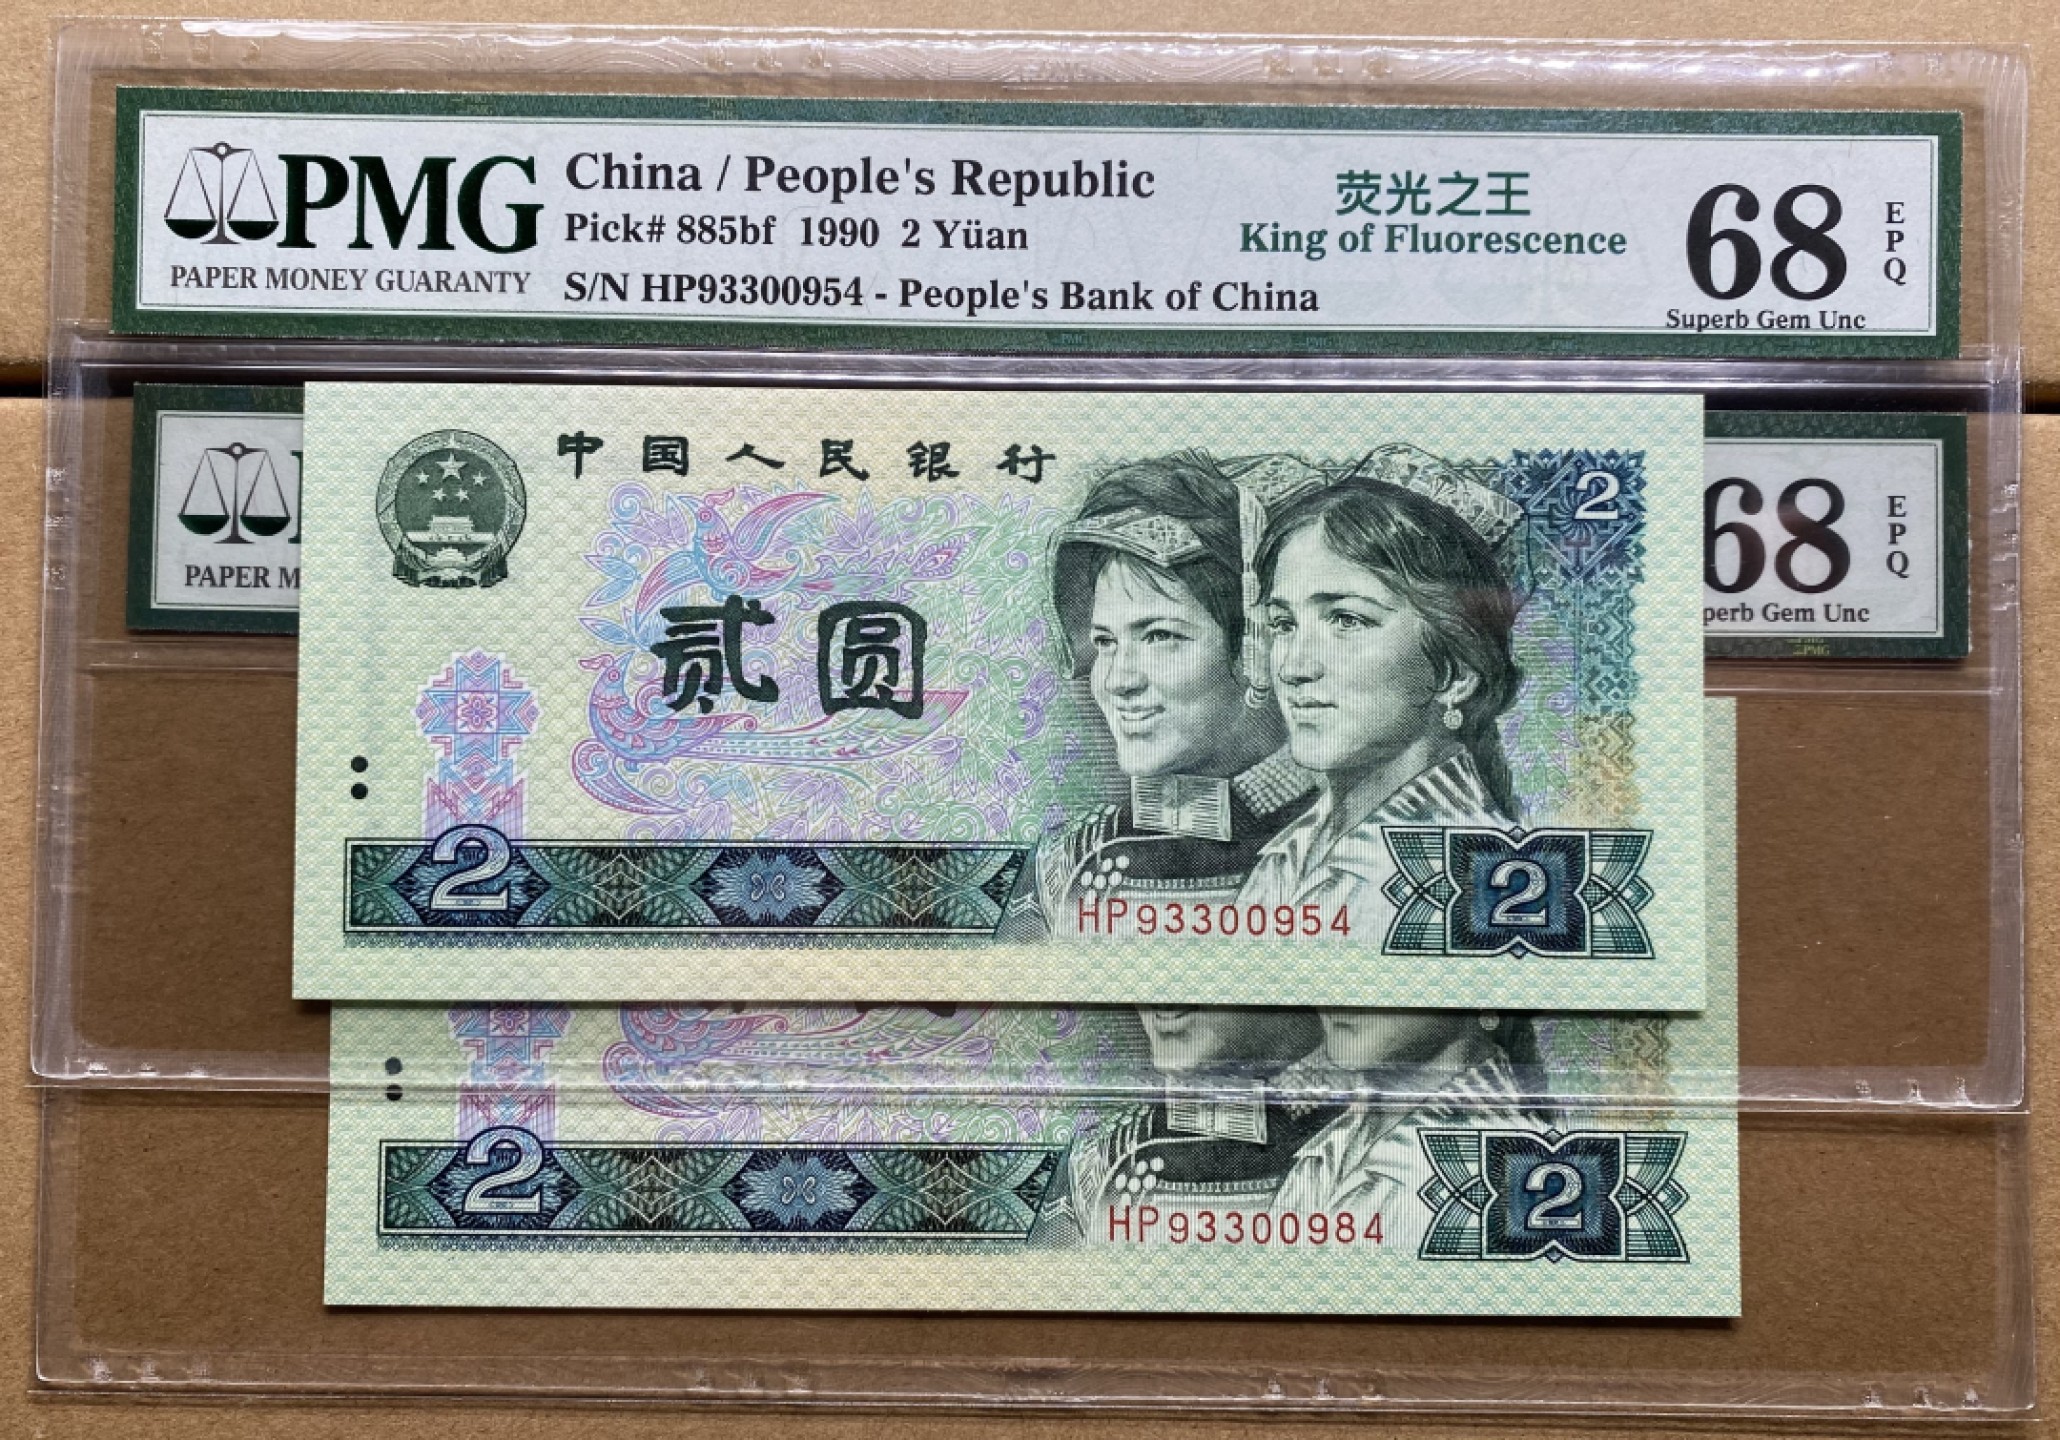 PMG
PAPER MONEY GUARANTY
China / People's Republic
Pick# 885bf 1990 2 Yüan
S/N HP93300954 - People's Bank of China
荧光之王
King of Fluorescence
68
EPQ
Superb Gem Unc
PAPER M
68
EPQ
perb Gem Unc
中国人民银行
贰圆
2
2
HP93300954
2
2
HP93300984
2